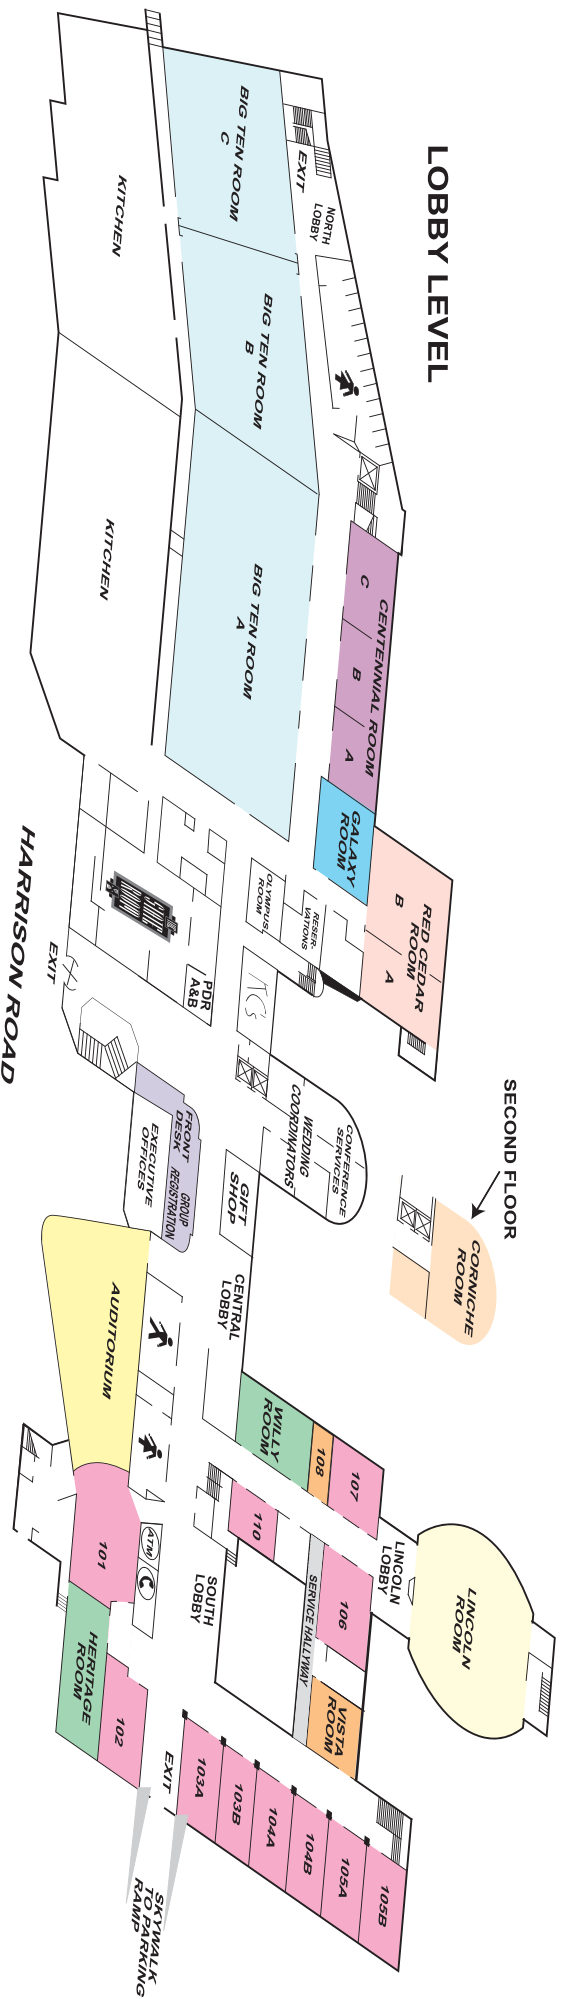 LOBBY LEVEL
BIG TEN ROOM
C
EXIT
NORTH
LOBBY
KITCHEN
BIG TEN ROOM
B
KITCHEN
BIG TEN ROOM
A
CENTENNIAL ROOM
C
B
A
GALAXY
ROOM
RED CEDAR
ROOM
B
A
OLYMPUS
ROOM
RESER-
VATIONS
PDR
A&B
HARRISON ROAD
EXIT
CONFERENCE
SERVICES
WEDDING
COORDINATORS
FRONT
DESK
GROUP
REGISTRATION
EXECUTIVE
OFFICES
GIFT
SHOP
SECOND FLOOR
CORNICHE
ROOM
CENTRAL
LOBBY
AUDITORIUM
WILLY
ROOM
108
107
110
LINCOLN
LOBBY
LINCOLN
ROOM
101
ATM
C
SOUTH
LOBBY
SERVICE HALLYWAY
106
HERITAGE
ROOM
102
VISTA
ROOM
EXIT
103A
103B
104A
104B
105A
105B
SKYWALK
TO PARKING
RAMP